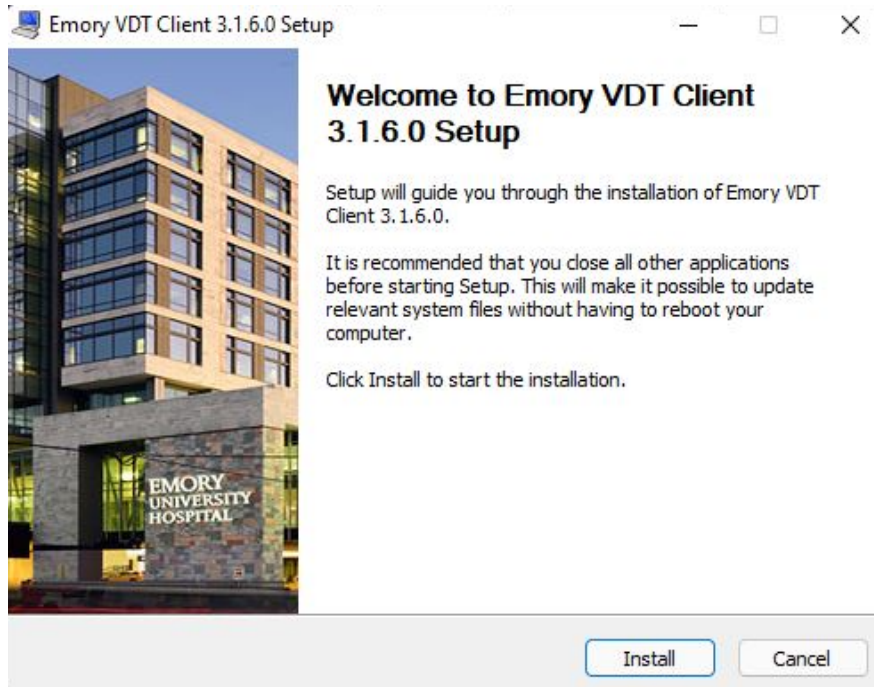 Emory VDT Client 3.1.6.0 Setup
Welcome to Emory VDT Client
3.1.6.0 Setup
Setup will guide you through the installation of Emory VDT
Client 3.1.6.0.
It is recommended that you close all other applications
before starting Setup. This will make it possible to update
relevant system files without having to reboot your
computer.
Click Install to start the installation.
EMORY
UNIVERSITY
HOSPITAL
Install
Cancel